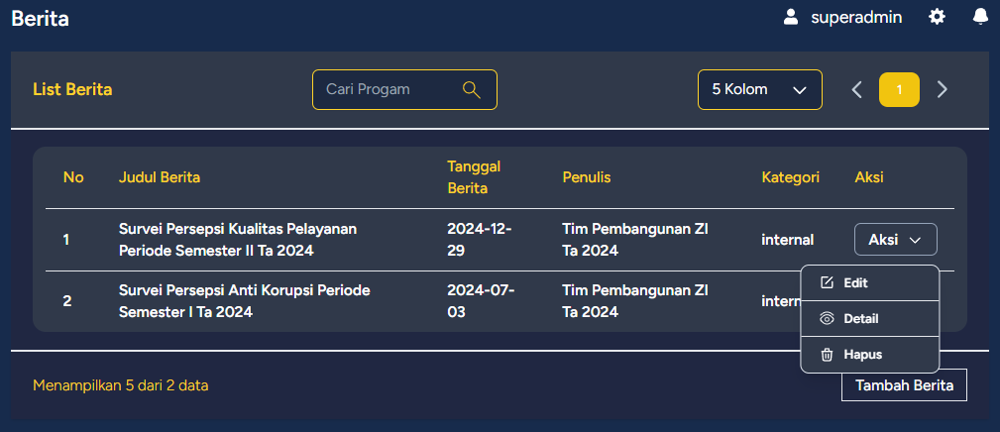 Berita
superadmin
List Berita
Cari Progam
5 Kolom
1
No
Judul Berita
Tanggal
Berita
Penulis
Kategori
Aksi
1
Survei Persepsi Kualitas Pelayanan
Periode Semester II Ta 2024
2024-12-
29
Tim Pembangunan ZI
Ta 2024
internal
Aksi
2
Survei Persepsi Anti Korupsi Periode
Semester I Ta 2024
2024-07-
03
Tim Pembangunan ZI
Ta 2024
intern
Edit
Detail
Hapus
Menampilkan 5 dari 2 data
Tambah Berita